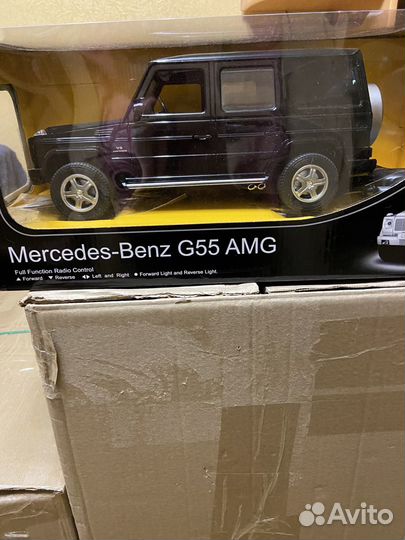 Mercedes-Benz G55 AMG
Full Function Radio Control
▲ Forward ▼ Reverse ◀▶ Left and Right ● Forward Light and Reverse Light.
Avito